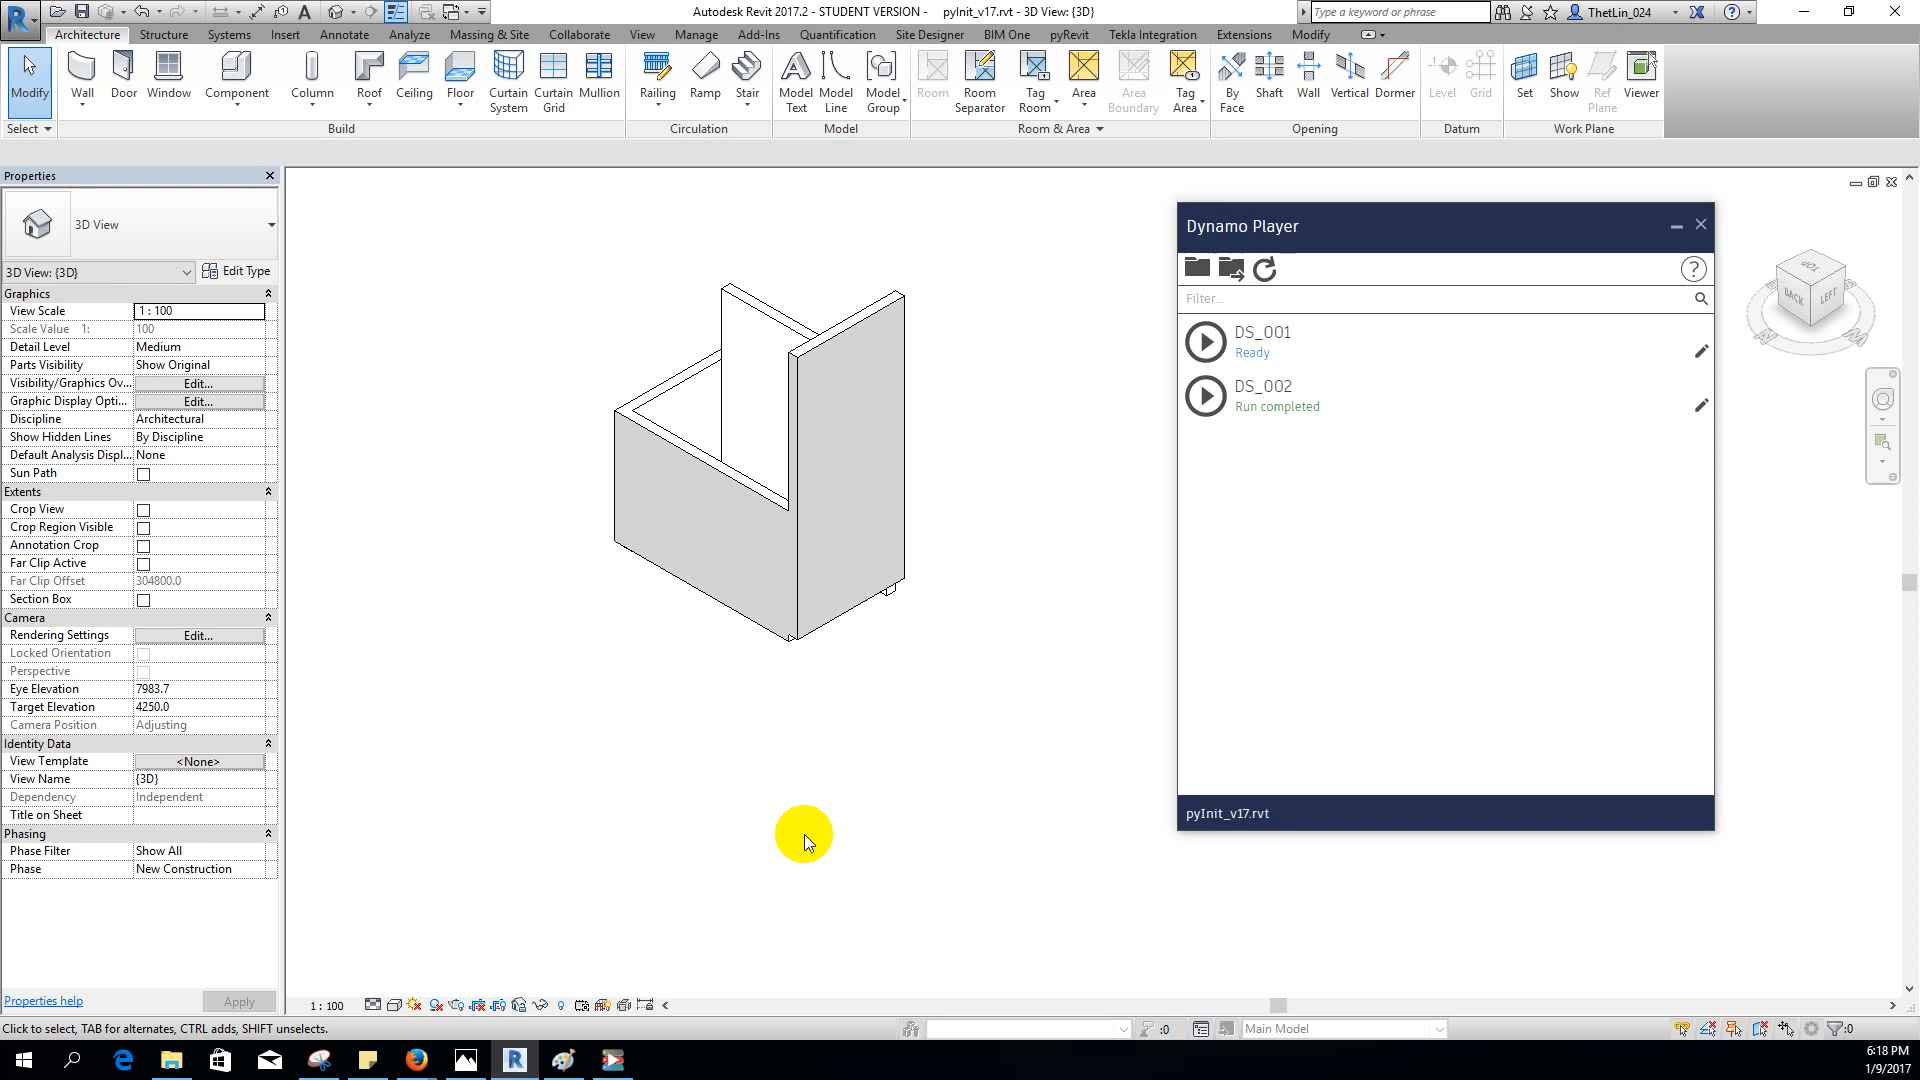 Autodesk Revit 2017.2 - STUDENT VERSION - pyInit_v17.rvt - 3D View: {3D}
Type a keyword or phrase
ThetLin_024
Architecture Structure Systems Insert Annotate Analyze Massing & Site Collaborate View Manage Add-Ins Quantification Site Designer BIM One pyRevit Tekla Integration Extensions Modify
Modify Wall Door Window Component Column Roof Ceiling Floor Curtain System Curtain Grid Mullion Railing Ramp Stair Model Text Model Line Model Group Room Room Separator Tag Room Area Area Boundary Tag Area By Face Shaft Wall Vertical Dormer Level Grid Set Show Ref Plane Viewer
Select Build Circulation Model Room & Area Opening Datum Work Plane
Properties
3D View
3D View: {3D} Edit Type
Graphics
View Scale 1 : 100
Scale Value 1: 100
Detail Level Medium
Parts Visibility Show Original
Visibility/Graphics Ov... Edit...
Graphic Display Opti... Edit...
Discipline Architectural
Show Hidden Lines By Discipline
Default Analysis Displ... None
Sun Path
Extents
Crop View
Crop Region Visible
Annotation Crop
Far Clip Active
Far Clip Offset 304800.0
Section Box
Camera
Rendering Settings Edit...
Locked Orientation
Perspective
Eye Elevation 7983.7
Target Elevation 4250.0
Camera Position Adjusting
Identity Data
View Template <None>
View Name {3D}
Dependency Independent
Title on Sheet
Phasing
Phase Filter Show All
Phase New Construction
Properties help Apply
Dynamo Player
Filter...
DS_001
Ready
DS_002
Run completed
pyInit_v17.rvt
TOP
BACK LEFT
1 : 100
Click to select, TAB for alternates, CTRL adds, SHIFT unselects.
:0
Main Model
:0
6:18 PM
1/9/2017